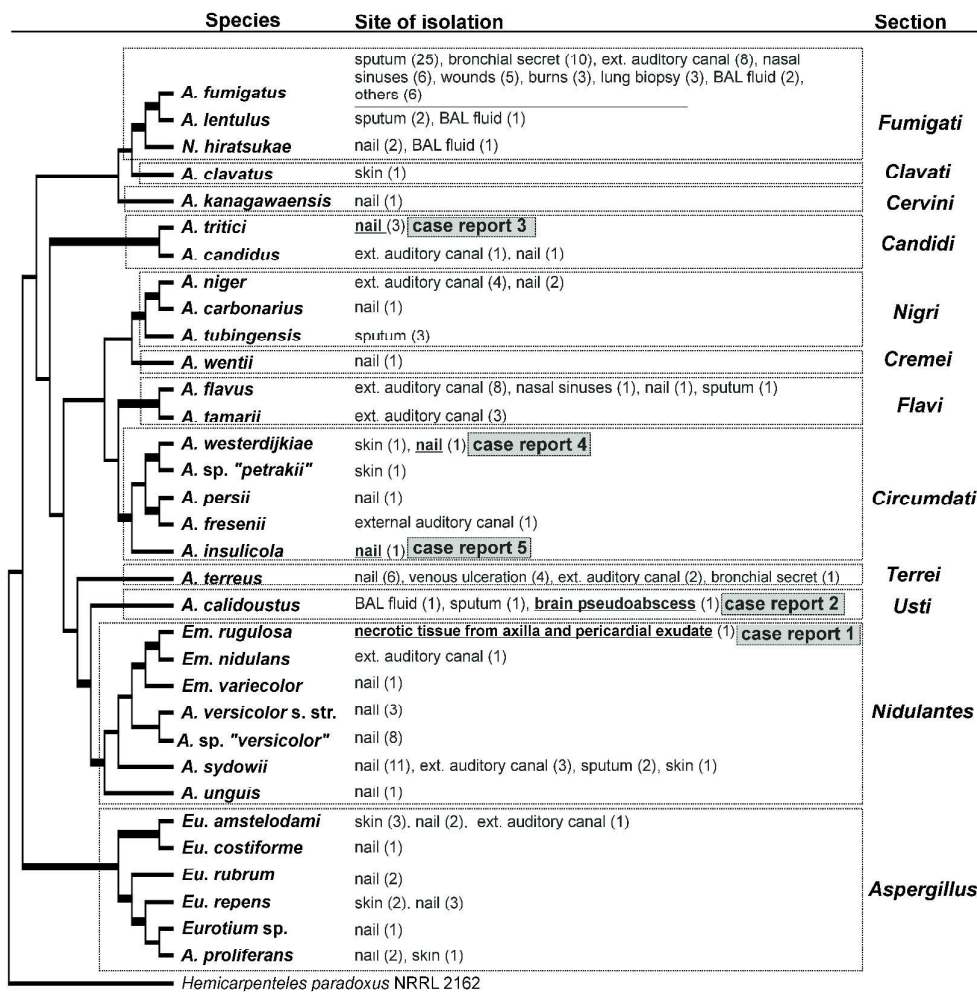 Species Site of isolation Section
sputum (25), bronchial secret (10), ext. auditory canal (8), nasal
sinuses (6), wounds (5), burns (3), lung biopsy (3), BAL fluid (2),
A. fumigatus others (6)
A. lentulus sputum (2), BAL fluid (1) Fumigati
N. hiratsukae nail (2), BAL fluid (1)
A. clavatus skin (1) Clavati
A. kanagawaensis nail (1) Cervini
A. tritici nail (3) case report 3
Candidi
A. candidus ext. auditory canal (1), nail (1)
A. niger ext. auditory canal (4), nail (2)
A. carbonarius nail (1) Nigri
A. tubingensis sputum (3)
A. wentii nail (1) Cremei
A. flavus ext. auditory canal (8), nasal sinuses (1), nail (1), sputum (1)
Flavi
A. tamarii ext. auditory canal (3)
A. westerdijkiae skin (1), nail (1) case report 4
A. sp. "petrakii" skin (1)
A. persii nail (1) Circumdati
A. fresenii external auditory canal (1)
A. insulicola nail (1) case report 5
A. terreus nail (6), venous ulceration (4), ext. auditory canal (2), bronchial secret (1) Terrei
A. calidoustus BAL fluid (1), sputum (1), brain pseudoabscess (1) case report 2 Usti
Em. rugulosa necrotic tissue from axilla and pericardial exudate (1) case report 1
Em. nidulans ext. auditory canal (1)
Em. variecolor nail (1)
A. versicolor s. str. nail (3) Nidulantes
A. sp. "versicolor" nail (8)
A. sydowii nail (11), ext. auditory canal (3), sputum (2), skin (1)
A. unguis nail (1)
Eu. amstelodami skin (3), nail (2), ext. auditory canal (1)
Eu. costiforme nail (1)
Eu. rubrum nail (2)
Aspergillus
Eu. repens skin (2), nail (3)
Eurotium sp. nail (1)
A. proliferans nail (2), skin (1)
Hemicarpenteles paradoxus NRRL 2162